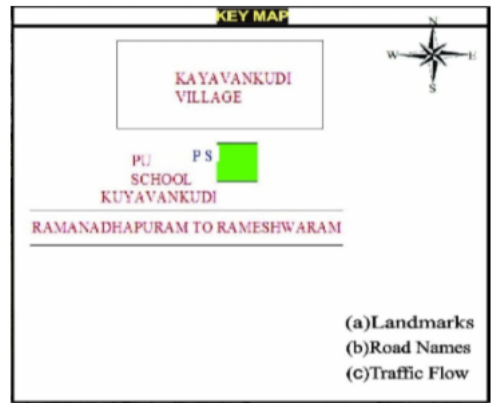 KEY MAP
N
W E
S
KAYAVANKUDI
VILLAGE
PU P S
SCHOOL
KUYAVANKUDI
RAMANADHAPURAM TO RAMESHWARAM
(a)Landmarks
(b)Road Names
(c)Traffic Flow